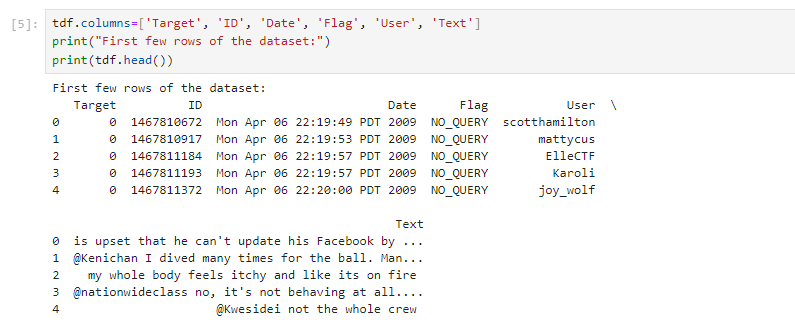 [5]: tdf.columns=['Target', 'ID', 'Date', 'Flag', 'User', 'Text']
print("First few rows of the dataset:")
print(tdf.head())
First few rows of the dataset:
   Target          ID                          Date      Flag           User  \
0       0  1467810672  Mon Apr 06 22:19:49 PDT 2009  NO_QUERY  scotthamilton
1       0  1467810917  Mon Apr 06 22:19:53 PDT 2009  NO_QUERY       mattycus
2       0  1467811184  Mon Apr 06 22:19:57 PDT 2009  NO_QUERY        ElleCTF
3       0  1467811193  Mon Apr 06 22:19:57 PDT 2009  NO_QUERY         Karoli
4       0  1467811372  Mon Apr 06 22:20:00 PDT 2009  NO_QUERY       joy_wolf
                                                Text
0  is upset that he can't update his Facebook by ...
1  @Kenichan I dived many times for the ball. Man...
2    my whole body feels itchy and like its on fire
3  @nationwideclass no, it's not behaving at all....
4                      @Kwesidei not the whole crew